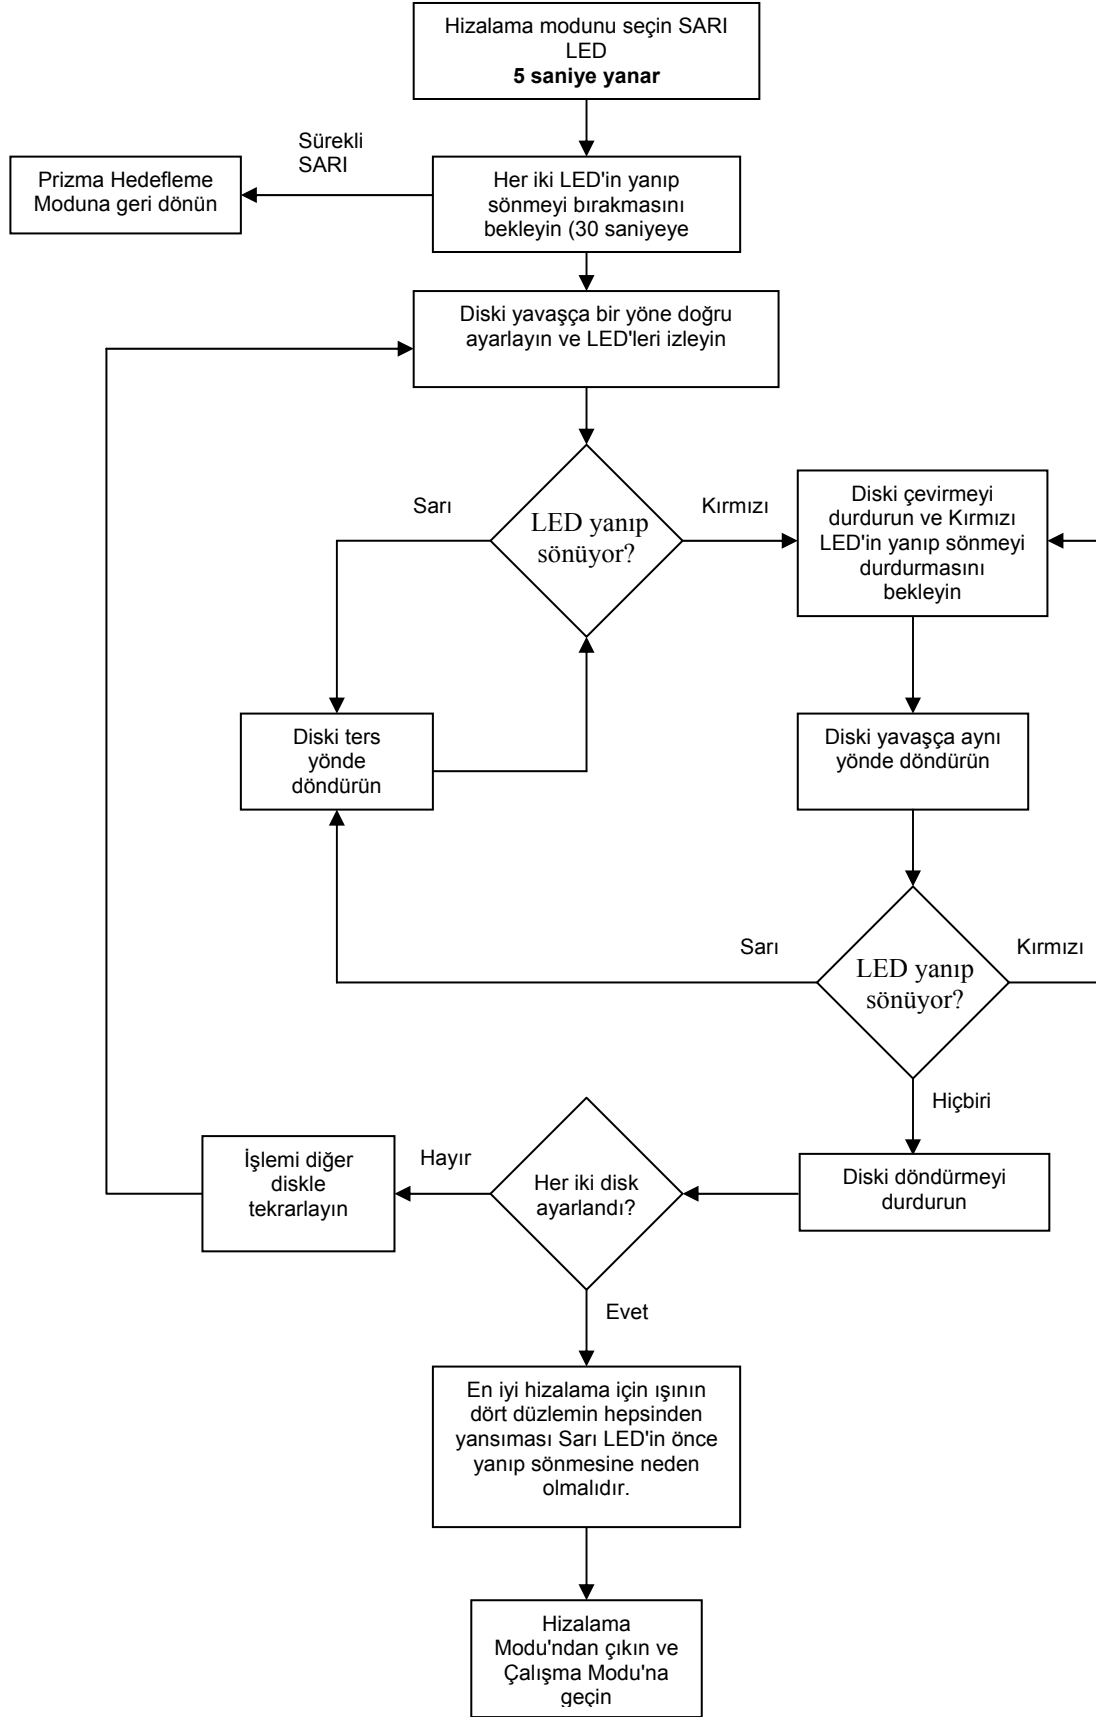 Hizalama modunu seçin SARI
LED
5 saniye yanar
Sürekli
SARI
Prizma Hedefleme
Moduna geri dönün
Her iki LED'in yanıp
sönmeyi bırakmasını
bekleyin (30 saniyeye
Diski yavaşça bir yöne doğru
ayarlayın ve LED'leri izleyin
Sarı
LED yanıp
sönüyor?
Kırmızı
Diski çevirmeyi
durdurun ve Kırmızı
LED'in yanıp sönmeyi
durdurmasını
bekleyin
Diski ters
yönde
döndürün
Diski yavaşça aynı
yönde döndürün
Sarı
LED yanıp
sönüyor?
Kırmızı
Hiçbiri
İşlemi diğer
diskle
tekrarlayın
Hayır
Her iki disk
ayarlandı?
Diski döndürmeyi
durdurun
Evet
En iyi hizalama için ışının
dört düzlemin hepsinden
yansıması Sarı LED'in önce
yanıp sönmesine neden
olmalıdır.
Hizalama
Modu'ndan çıkın ve
Çalışma Modu'na
geçin